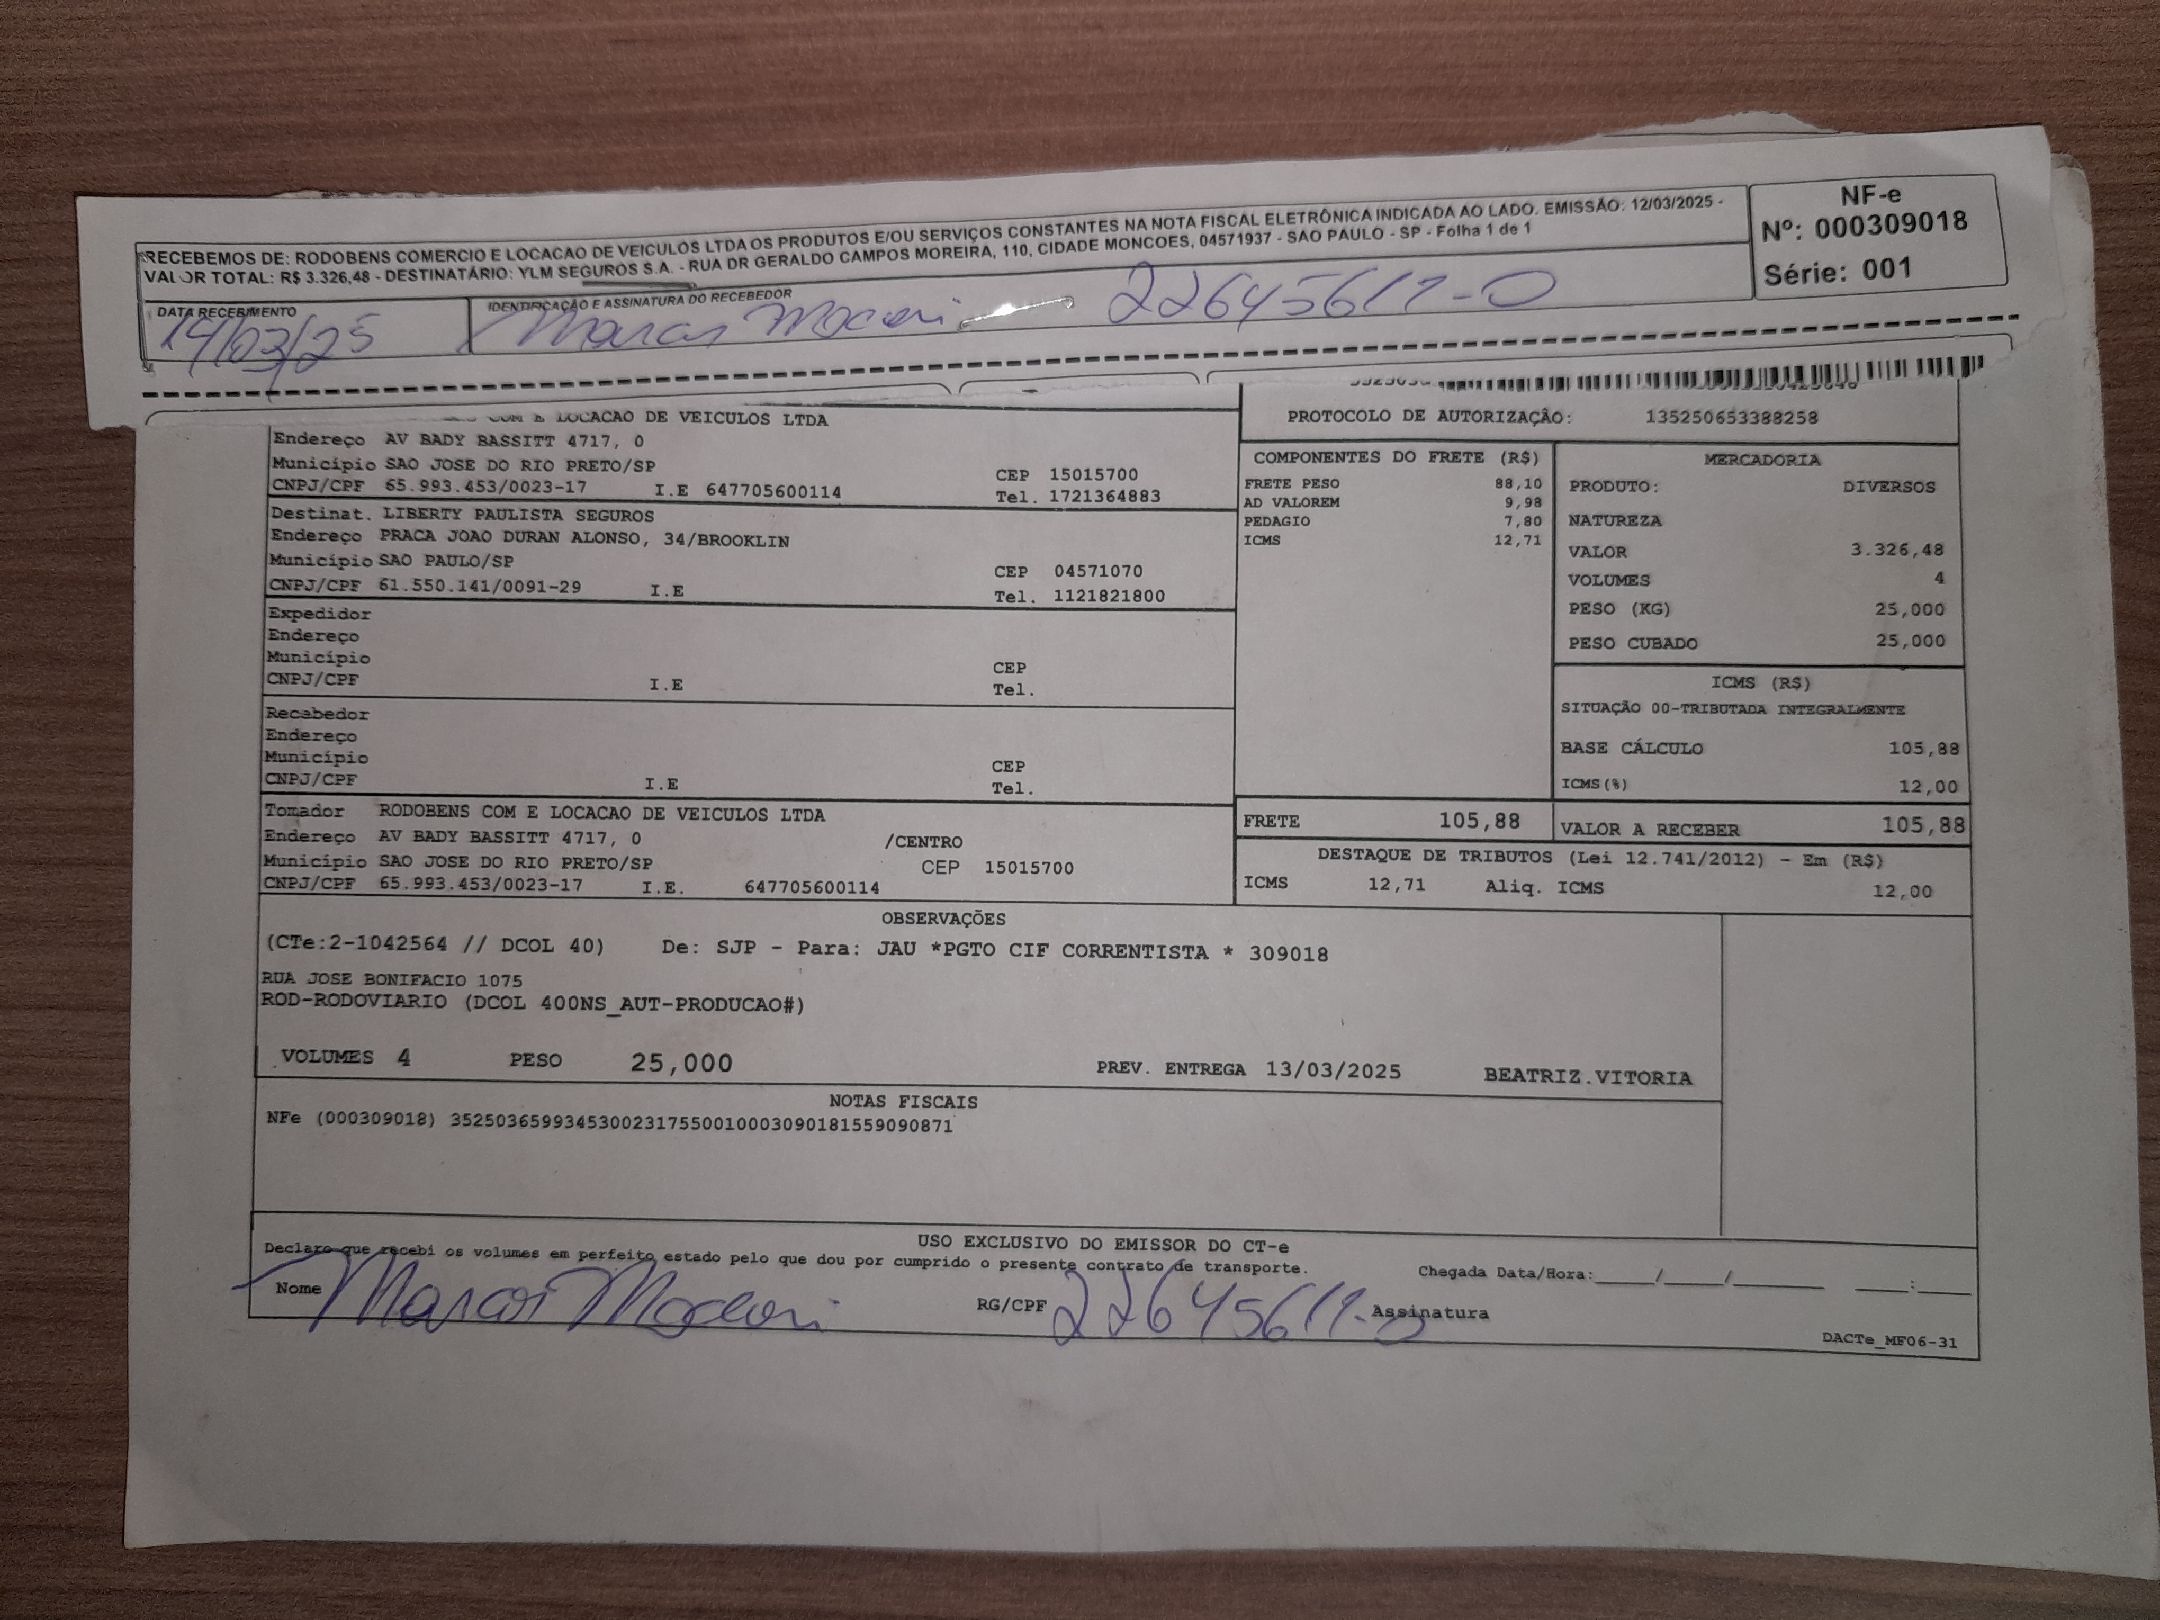 RECEBEMOS DE: RODOBENS COMERCIO E LOCACAO DE VEICULOS LTDA OS PRODUTOS E/OU SERVIÇOS CONSTANTES NA NOTA FISCAL ELETRÔNICA INDICADA AO LADO. EMISSÃO: 12/03/2025 -
VALOR TOTAL: R$ 3.326,48 - DESTINATÁRIO: YLM SEGUROS S.A. - RUA DR GERALDO CAMPOS MOREIRA, 110, CIDADE MONCOES, 04571937 - SAO PAULO - SP - Folha 1 de 1
NF-e
Nº: 000309018
Série: 001
DATA RECEBIMENTO
IDENTIFICAÇÃO E ASSINATURA DO RECEBEDOR
14/03/25 Marcos 22645611-0
COM E LOCACAO DE VEICULOS LTDA
Endereço AV BADY BASSITT 4717, 0
Município SAO JOSE DO RIO PRETO/SP CEP 15015700
CNPJ/CPF 65.993.453/0023-17 I.E 647705600114 Tel. 1721364883
PROTOCOLO DE AUTORIZAÇÃO: 135250653388258
Destinat. LIBERTY PAULISTA SEGUROS
Endereço PRACA JOAO DURAN ALONSO, 34/BROOKLIN
Município SAO PAULO/SP CEP 04571070
CNPJ/CPF 61.550.141/0091-29 I.E Tel. 1121821800
Expedidor
Endereço
Município CEP
CNPJ/CPF I.E Tel.
Recebedor
Endereço
Município CEP
CNPJ/CPF I.E Tel.
Tomador RODOBENS COM E LOCACAO DE VEICULOS LTDA
Endereço AV BADY BASSITT 4717, 0 /CENTRO
Município SAO JOSE DO RIO PRETO/SP CEP 15015700
CNPJ/CPF 65.993.453/0023-17 I.E. 647705600114
COMPONENTES DO FRETE (R$)
FRETE PESO 88,10
AD VALOREM 9,98
PEDAGIO 7,80
ICMS 12,71
MERCADORIA
PRODUTO: DIVERSOS
NATUREZA
VALOR 3.326,48
VOLUMES 4
PESO (KG) 25,000
PESO CUBADO 25,000
ICMS (R$)
SITUAÇÃO 00-TRIBUTADA INTEGRALMENTE
BASE CÁLCULO 105,88
ICMS(%) 12,00
FRETE 105,88 VALOR A RECEBER 105,88
DESTAQUE DE TRIBUTOS (Lei 12.741/2012) - Em (R$)
ICMS 12,71 Aliq. ICMS 12,00
OBSERVAÇÕES
(CTe:2-1042564 // DCOL 40) De: SJP - Para: JAU *PGTO CIF CORRENTISTA * 309018
RUA JOSE BONIFACIO 1075
ROD-RODOVIARIO (DCOL 400NS_AUT-PRODUCAO#)
VOLUMES 4 PESO 25,000 PREV. ENTREGA 13/03/2025 BEATRIZ.VITORIA
NOTAS FISCAIS
NFe (000309018) 35250365993453002317550010003090181559090871
USO EXCLUSIVO DO EMISSOR DO CT-e
Declaro que recebi os volumes em perfeito estado pelo que dou por cumprido o presente contrato de transporte.
Chegada Data/Hora:_____/_____/_______ ____:____
Nome Marcos RG/CPF 22645611-0 Assinatura
DACTe_MF06-31